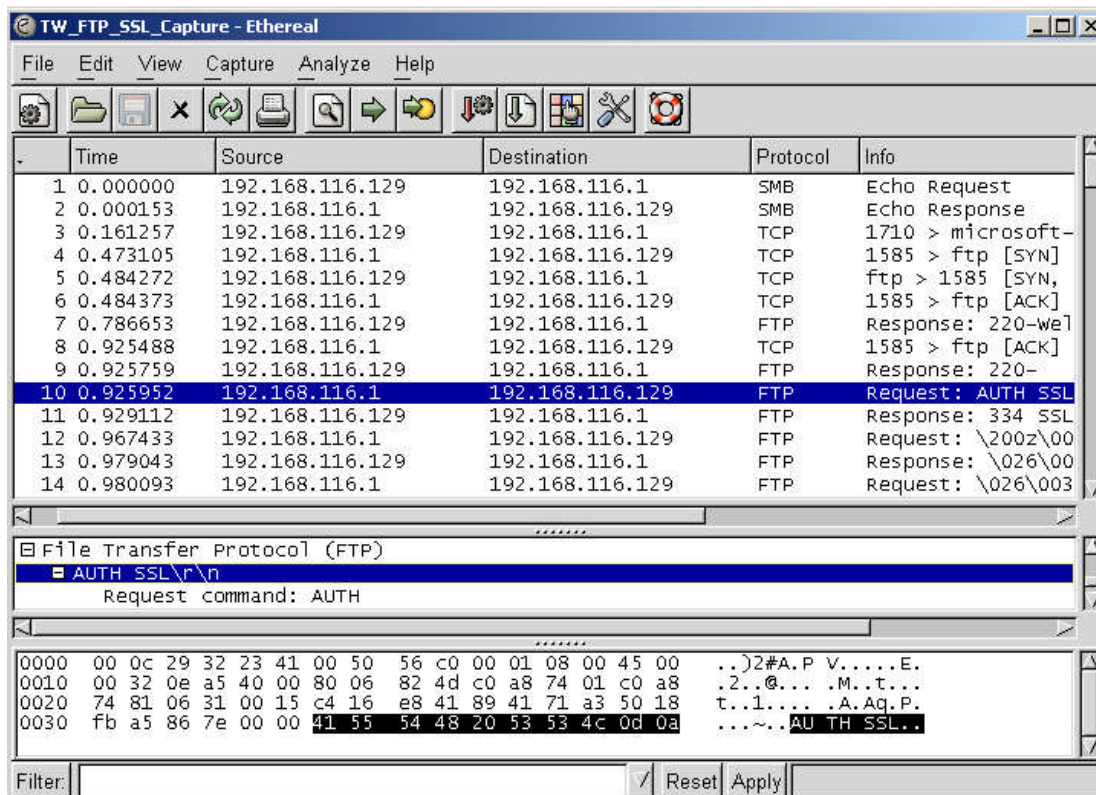 TW_FTP_SSL_Capture - Ethereal
File Edit View Capture Analyze Help
. Time Source Destination Protocol Info
1 0.000000 192.168.116.129 192.168.116.1 SMB Echo Request
2 0.000153 192.168.116.1 192.168.116.129 SMB Echo Response
3 0.161257 192.168.116.129 192.168.116.1 TCP 1710 > microsoft-
4 0.473105 192.168.116.1 192.168.116.129 TCP 1585 > ftp [SYN]
5 0.484272 192.168.116.129 192.168.116.1 TCP ftp > 1585 [SYN,
6 0.484373 192.168.116.1 192.168.116.129 TCP 1585 > ftp [ACK]
7 0.786653 192.168.116.129 192.168.116.1 FTP Response: 220-Wel
8 0.925488 192.168.116.1 192.168.116.129 TCP 1585 > ftp [ACK]
9 0.925759 192.168.116.129 192.168.116.1 FTP Response: 220-
10 0.925952 192.168.116.1 192.168.116.129 FTP Request: AUTH SSL
11 0.929112 192.168.116.129 192.168.116.1 FTP Response: 334 SSL
12 0.967433 192.168.116.1 192.168.116.129 FTP Request: \200z\00
13 0.979043 192.168.116.129 192.168.116.1 FTP Response: \026\00
14 0.980093 192.168.116.1 192.168.116.129 FTP Request: \026\003
File Transfer Protocol (FTP)
AUTH SSL\r\n
Request command: AUTH
0000 00 0c 29 32 23 41 00 50 56 c0 00 01 08 00 45 00 ..)2#A.P V.....E.
0010 00 32 0e a5 40 00 80 06 82 4d c0 a8 74 01 c0 a8 .2..@... .M..t...
0020 74 81 06 31 00 15 c4 16 e8 41 89 41 71 a3 50 18 t..1.... .A.Aq.P.
0030 fb a5 86 7e 00 00 41 55 54 48 20 53 53 4c 0d 0a ...~..AU TH SSL..
Filter: Reset Apply